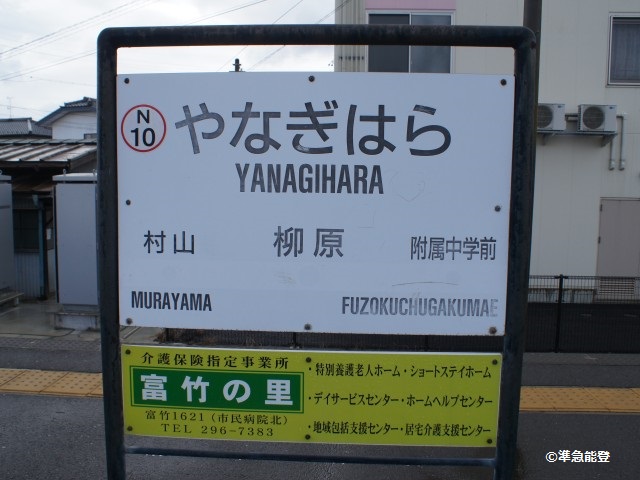 N
10
やなぎはら
YANAGIHARA
村山 柳原 附属中学前
MURAYAMA FUZOKUCHUGAKUMAE
介護保険指定事業所
富竹の里
富竹1621(市民病院北)
TEL 296-7383
・特別養護老人ホーム・ショートステイホーム
・デイサービスセンター・ホームヘルプセンター
・地域包括支援センター・居宅介護支援センター
©準急能登